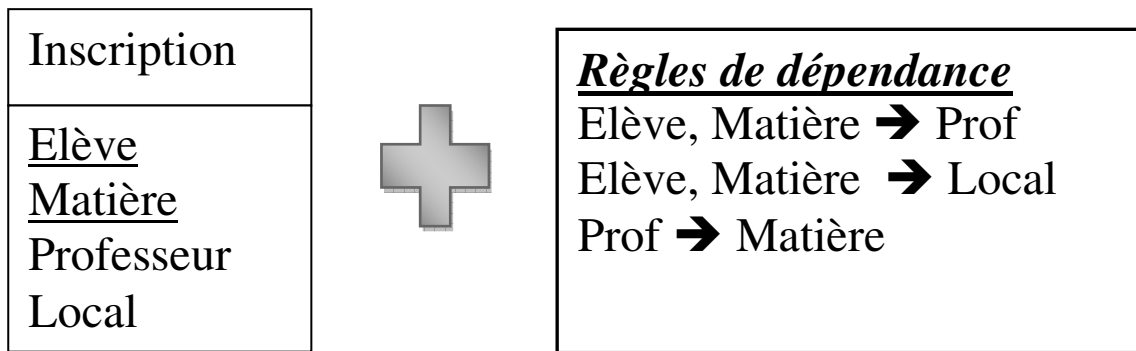 Inscription
Elève
Matière
Professeur
Local
Règles de dépendance
Elève, Matière ➔ Prof
Elève, Matière ➔ Local
Prof ➔ Matière